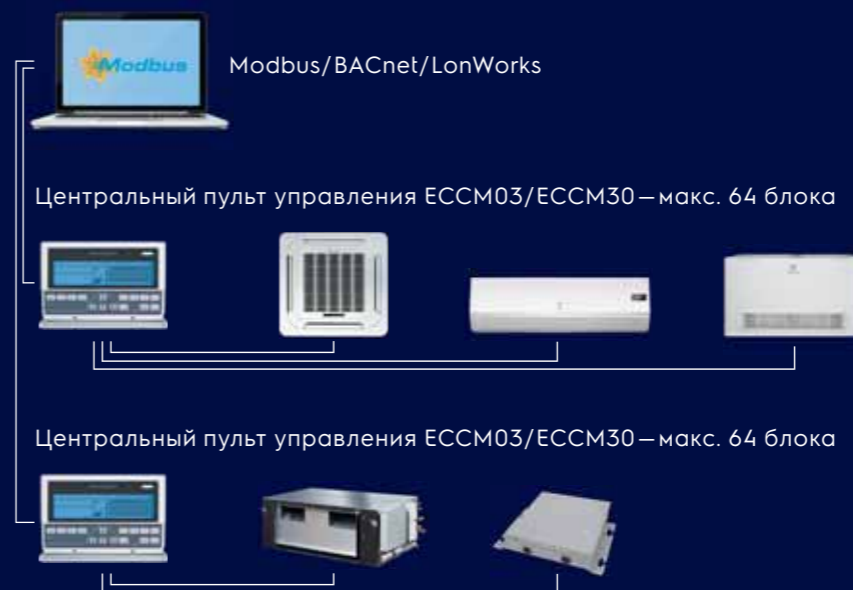 Modbus
Modbus/BACnet/LonWorks
Центральный пульт управления ECCM03/ECCM30—макс. 64 блока
Центральный пульт управления ECCM03/ECCM30—макс. 64 блока